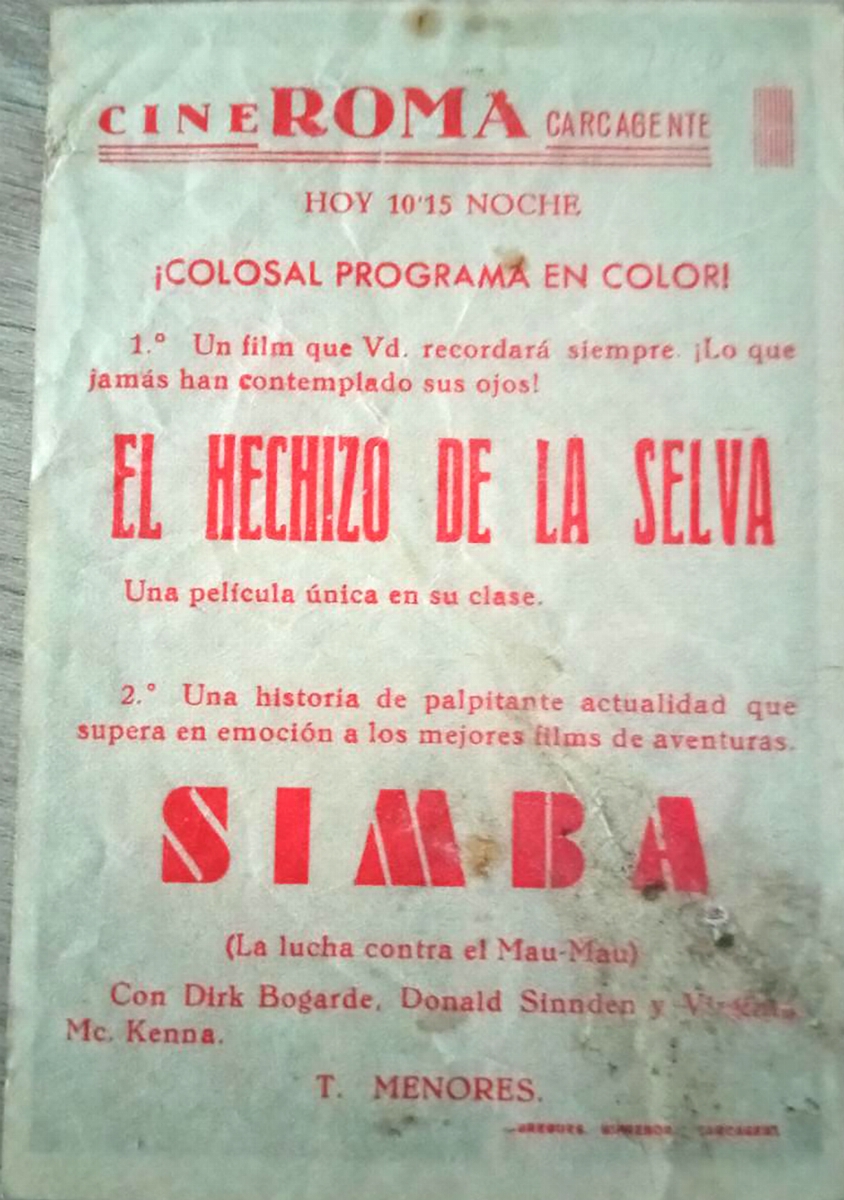 CINE ROMA CARCAGENTE
HOY 10'15 NOCHE
¡COLOSAL PROGRAMA EN COLOR!
1.° Un film que Vd. recordará siempre. ¡Lo que
jamás han contemplado sus ojos!
EL HECHIZO DE LA SELVA
Una película única en su clase.
2.° Una historia de palpitante actualidad que
supera en emoción a los mejores films de aventuras.
SIMBA
(La lucha contra el Mau-Mau)
Con Dirk Bogarde, Donald Sinnden y
Mc. Kenna.
T. MENORES.